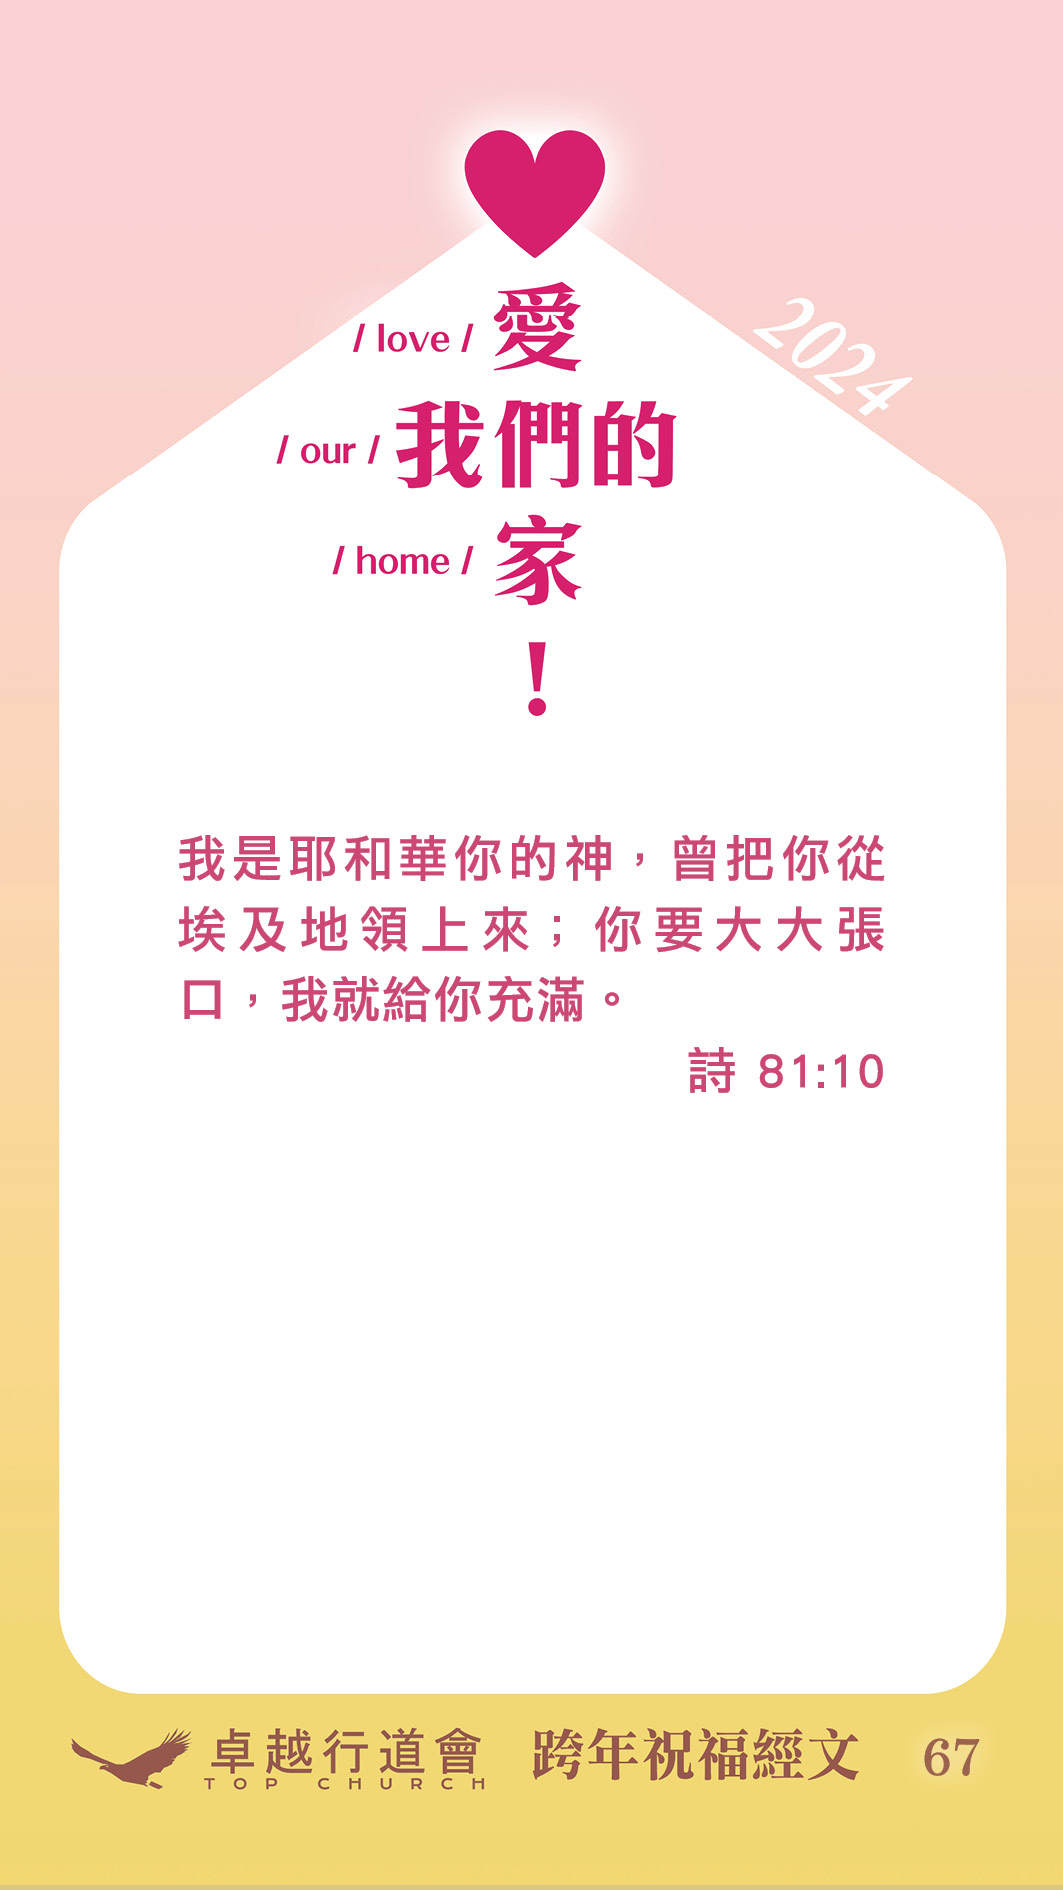 / love / 愛
2024
/ our / 我們的
/ home / 家
！
我是耶和華你的神，曾把你從
埃及地領上來；你要大大張
口，我就給你充滿。
詩 81:10
卓越行道會 跨年祝福經文 67
TOP CHURCH